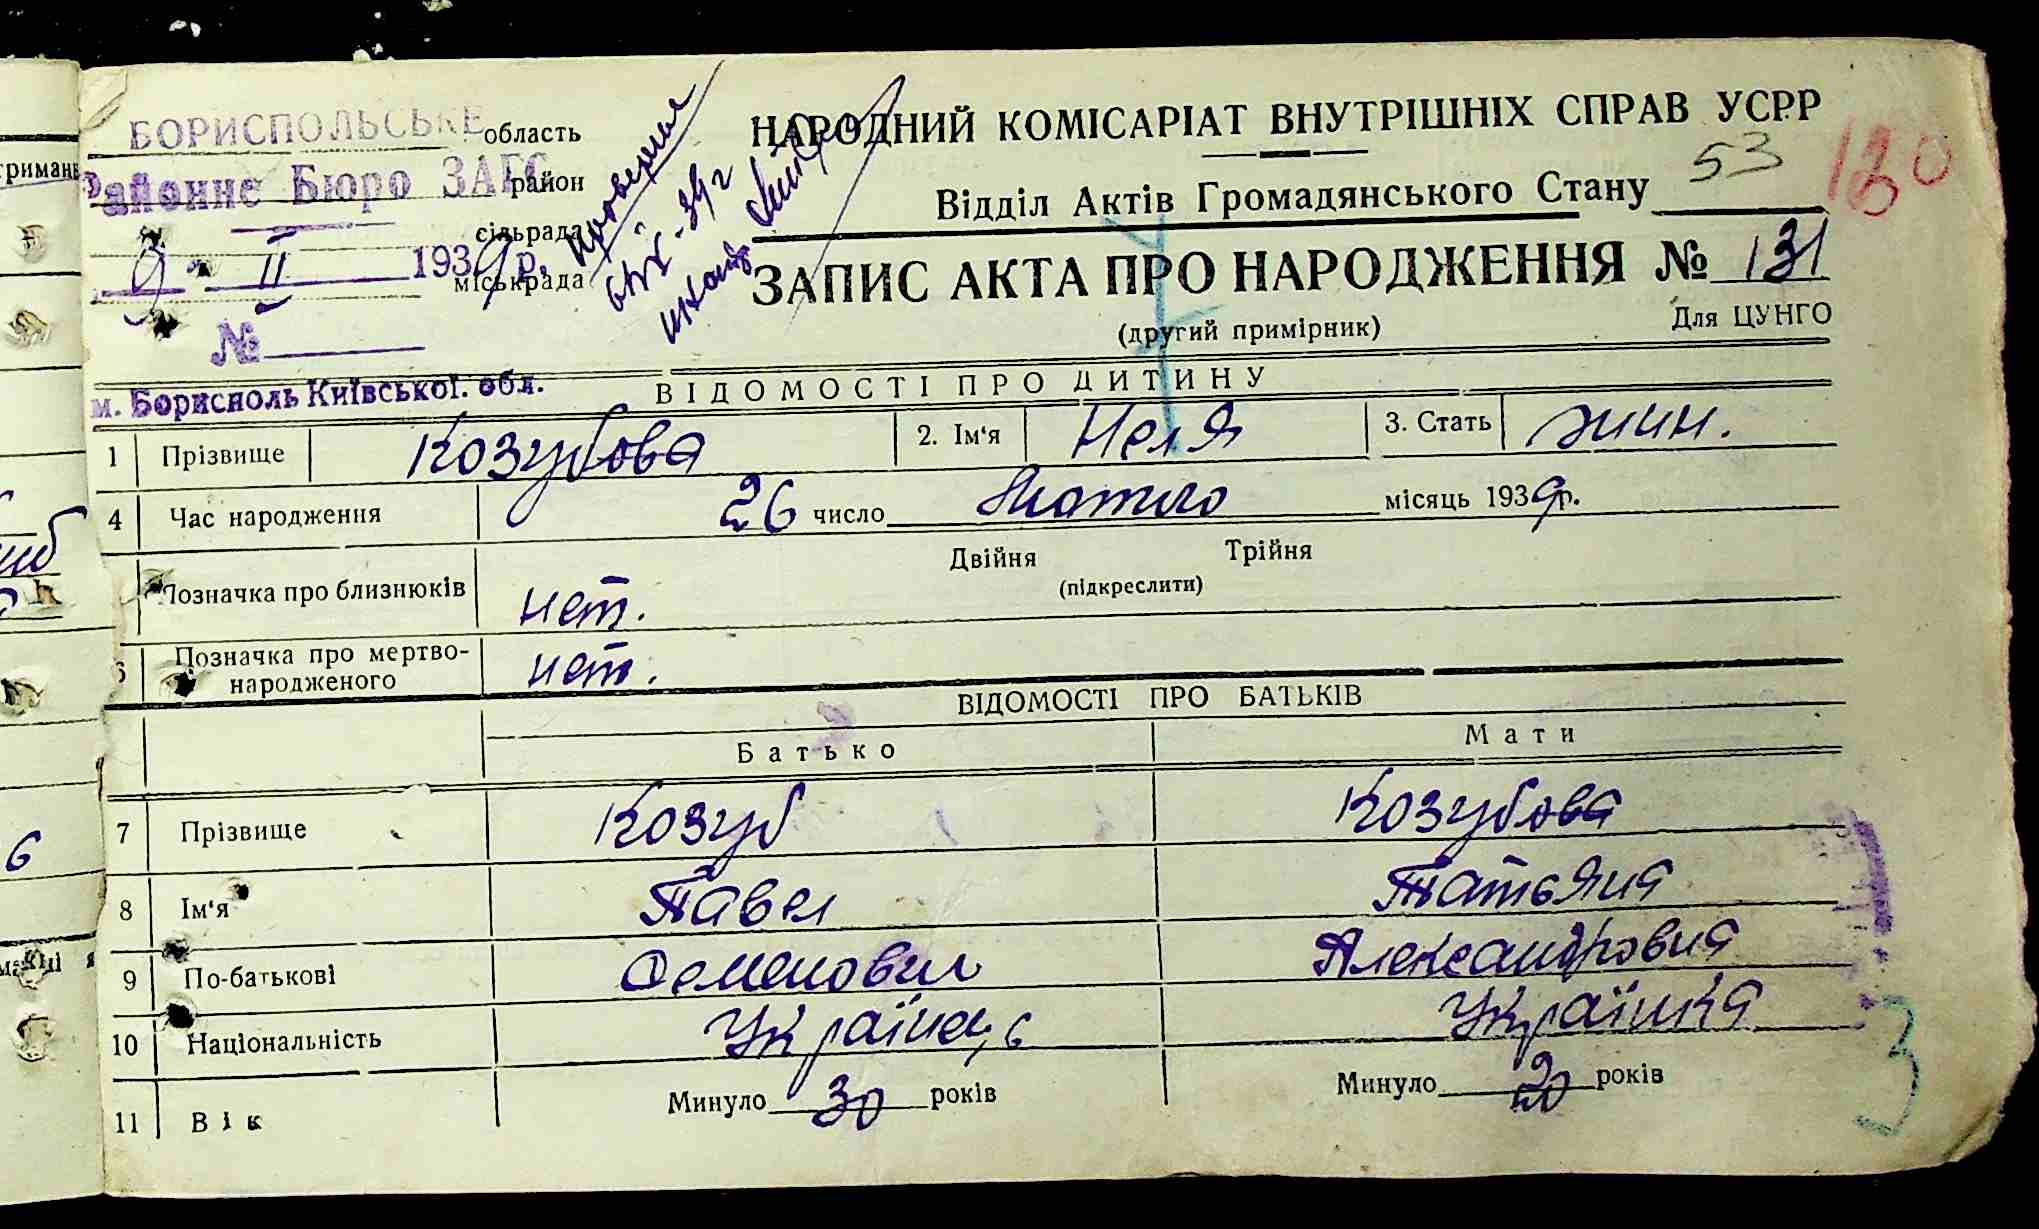 БОРИСПОЛЬСЬКЕ область
Районне Бюро ЗАГС район
сільрада
9 II 1939 р.
міськрада
№
м. Бориспіль Київської. обл.
НАРОДНИЙ КОМІСАРІАТ ВНУТРІШНІХ СПРАВ УСРР
53
Відділ Актів Громадянського Стану
ЗАПИС АКТА ПРО НАРОДЖЕННЯ № 131
(другий примірник)
Для ЦУНГО
ВІДОМОСТІ ПРО ДИТИНУ
1 Прізвище Козубова 2. Ім‘я Неля 3. Стать жин.
4 Час народження 26 число Лютого місяць 1939 р.
Двійня Трійня
Позначка про близнюків нет. (підкреслити)
6 Позначка про мертво-
народженого нет.
ВІДОМОСТІ ПРО БАТЬКІВ
Батько Мати
7 Прізвище Козуб Козубова
8 Ім‘я Павел Татьяна
9 По-батькові Семенович Александровна
10 Національність Українець Українка
11 Вік Минуло 30 років Минуло 20 років
3